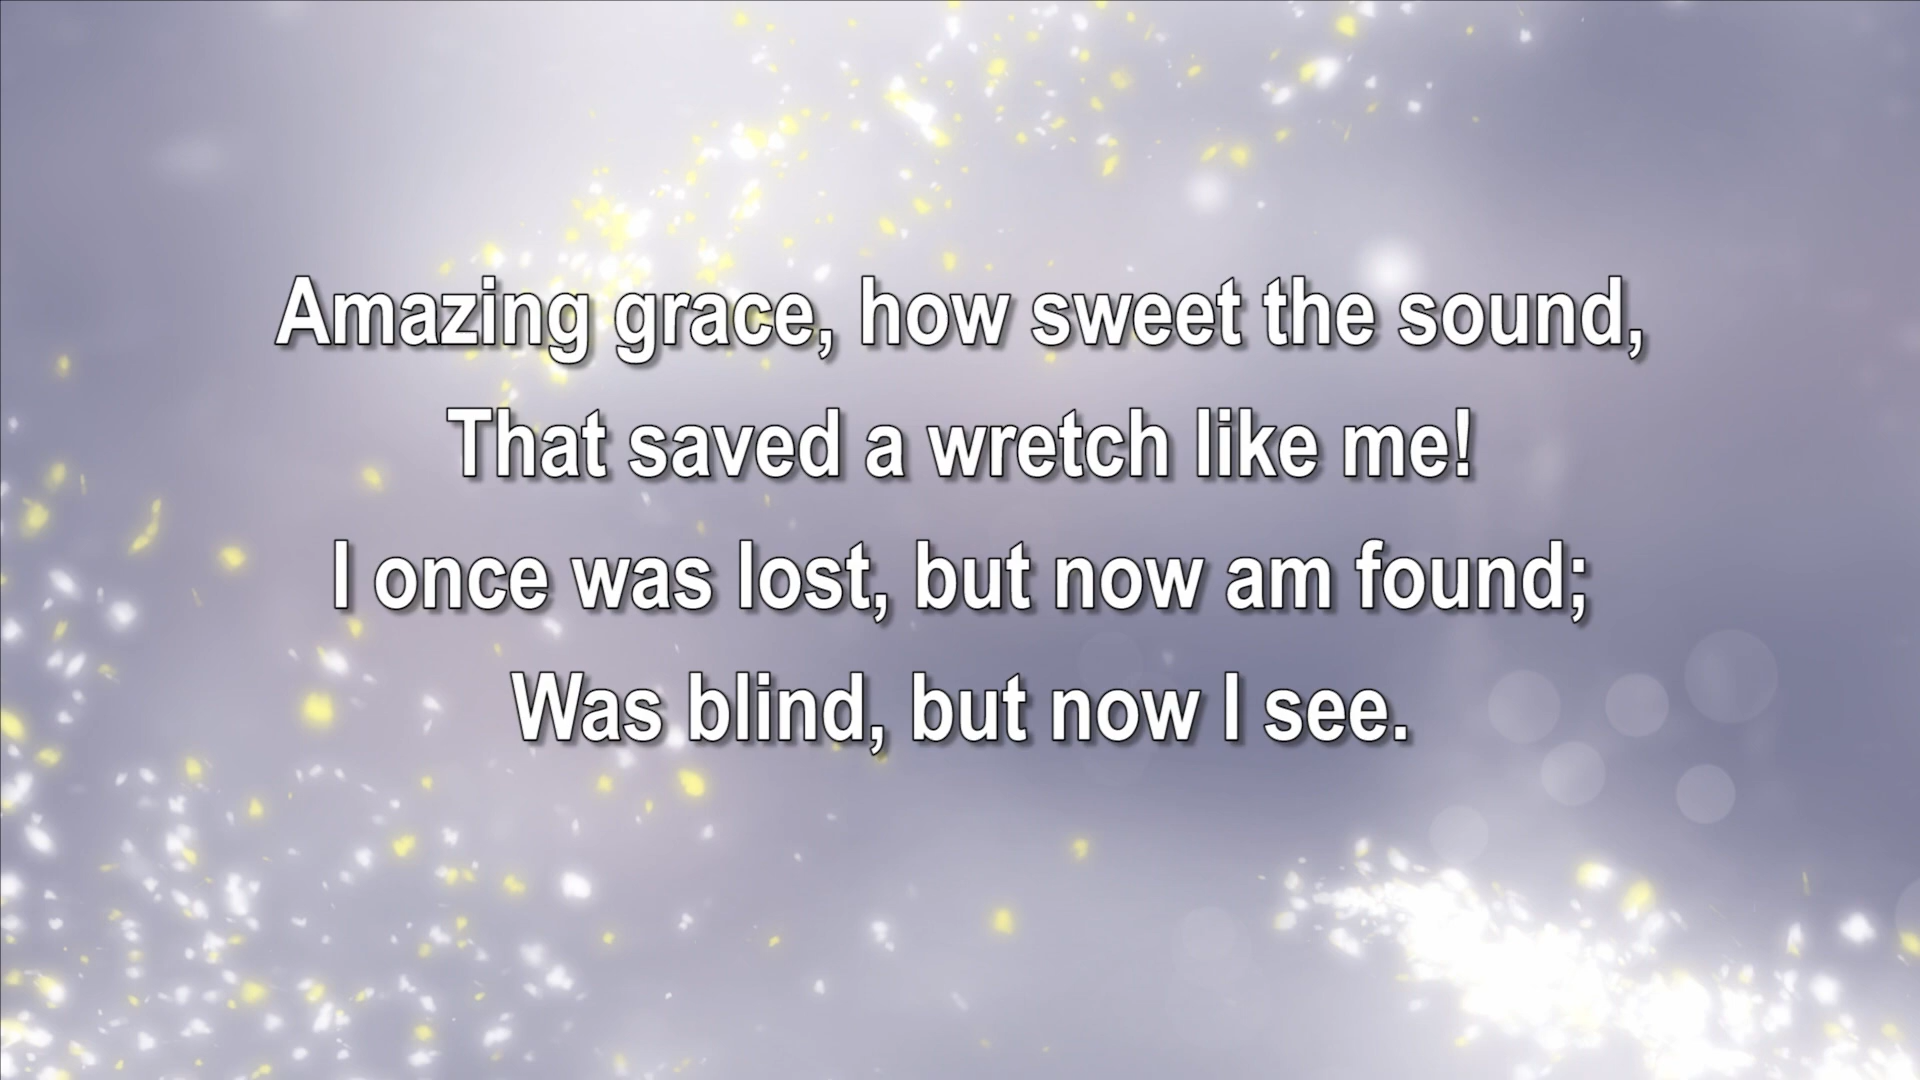 Amazing grace, how sweet the sound,
That saved a wretch like me!
I once was lost, but now am found;
Was blind, but now I see.